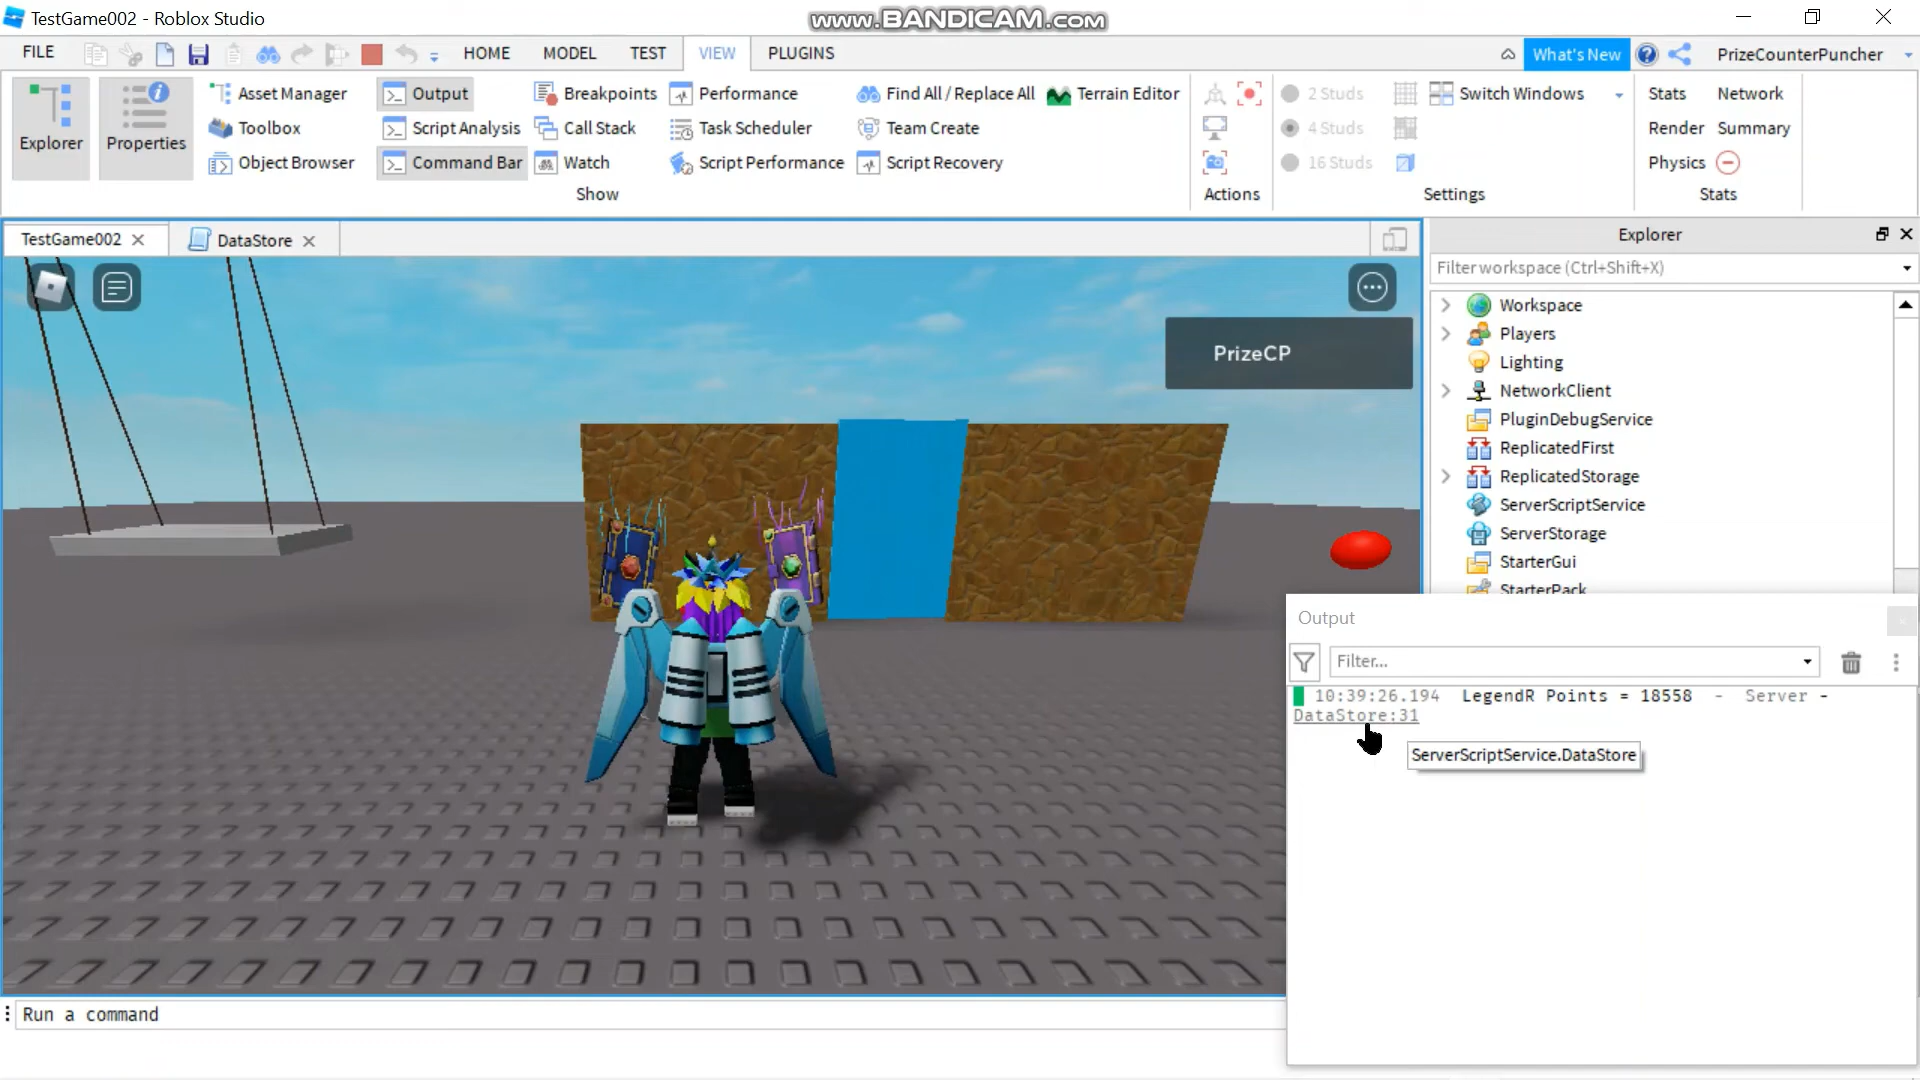 TestGame002 - Roblox Studio
www.BANDICAM.com
FILE HOME MODEL TEST VIEW PLUGINS
What's New PrizeCounterPuncher
Explorer
Properties
Asset Manager
Toolbox
Object Browser
Output
Script Analysis
Command Bar
Breakpoints
Call Stack
Watch
Performance
Task Scheduler
Script Performance
Find All / Replace All
Team Create
Script Recovery
Terrain Editor
Show
Actions
2 Studs
4 Studs
16 Studs
Switch Windows
Settings
Stats Network
Render Summary
Physics
Stats
TestGame002
DataStore
PrizeCP
Explorer
Filter workspace (Ctrl+Shift+X)
Workspace
Players
Lighting
NetworkClient
PluginDebugService
ReplicatedFirst
ReplicatedStorage
ServerScriptService
ServerStorage
StarterGui
StarterPack
Output
Filter...
10:39:26.194 LegendR Points = 18558 - Server -
DataStore:31
ServerScriptService.DataStore
Run a command